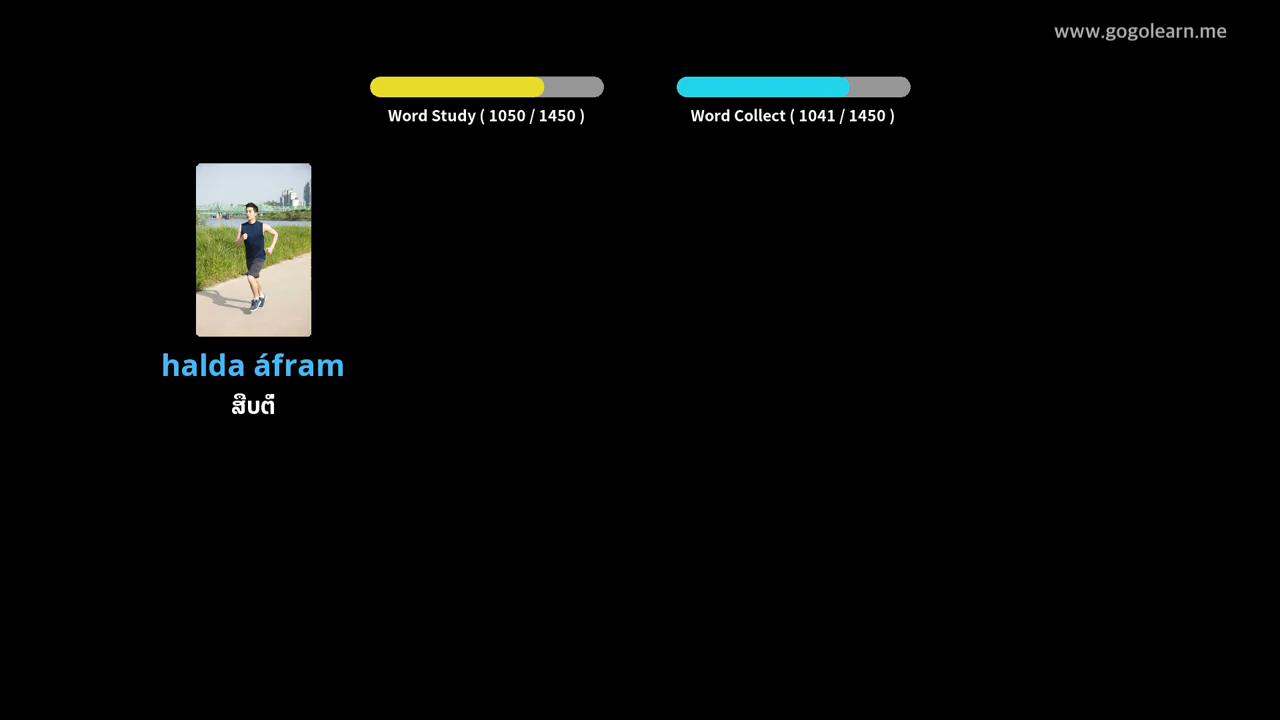 www.gogolearn.me
Word Study ( 1050 / 1450 )
Word Collect ( 1041 / 1450 )
halda áfram
ສືບຕໍ່